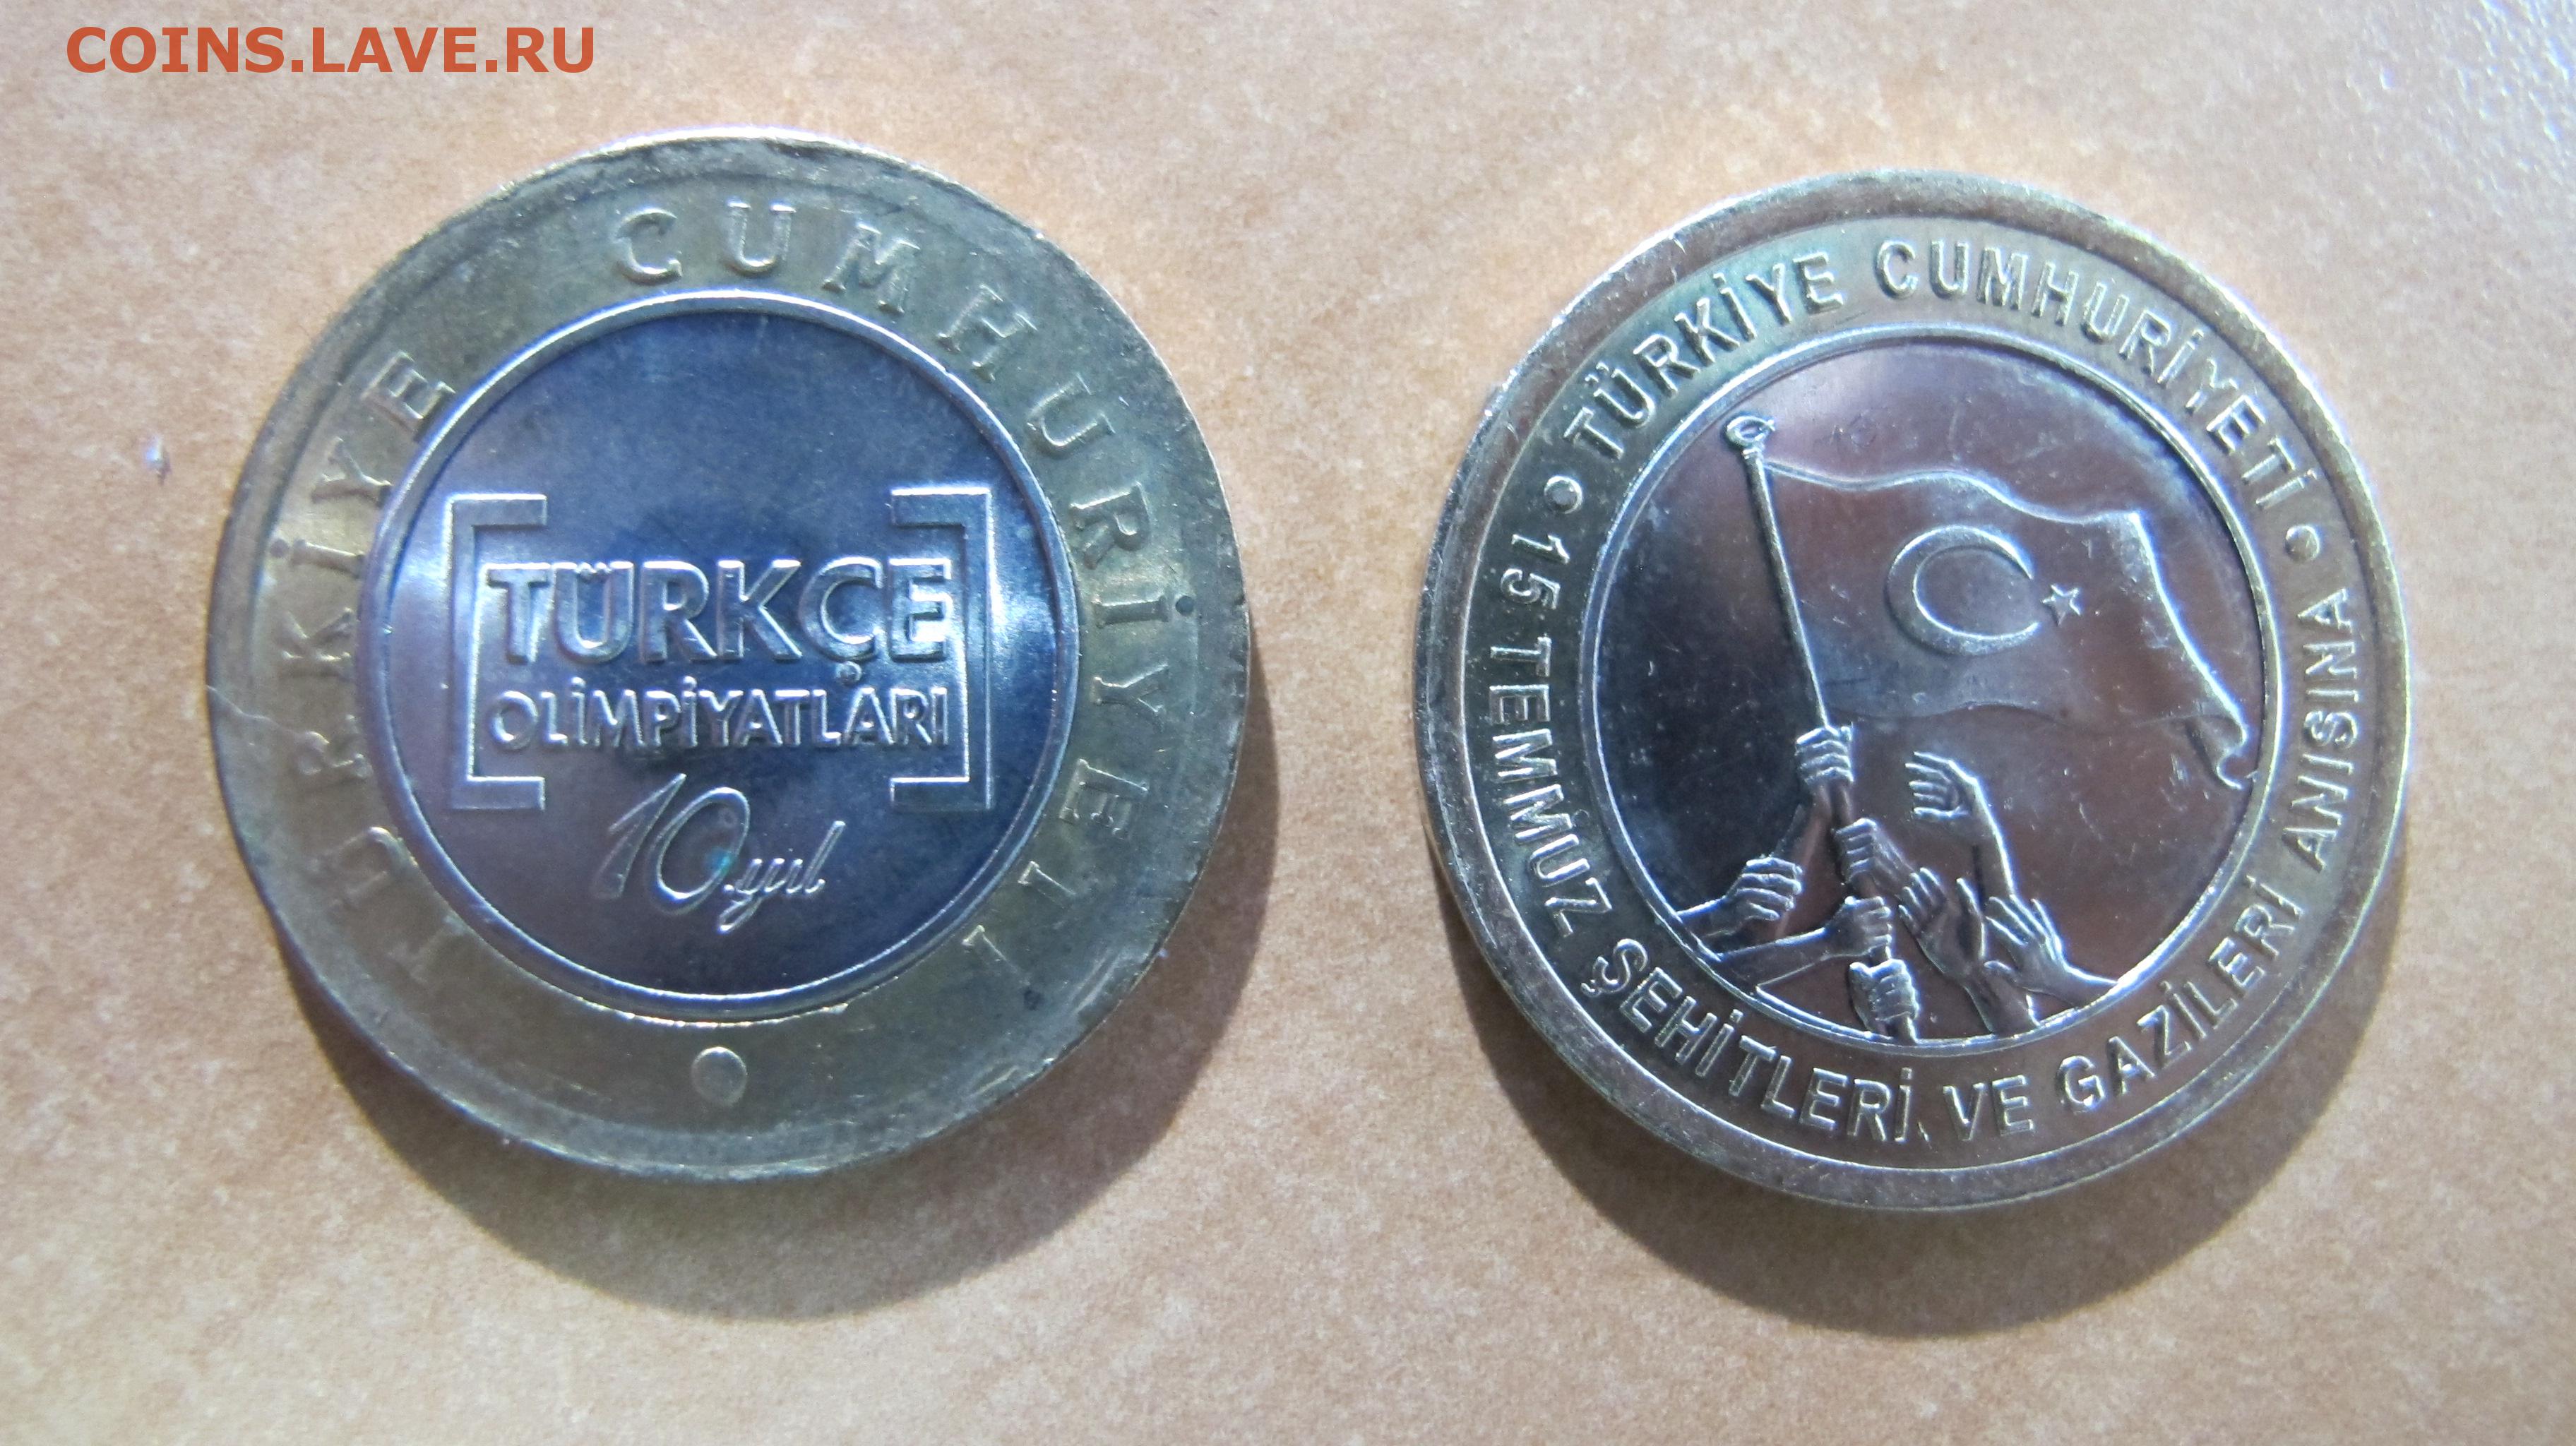 COINS.LAVE.RU
TÜRKİYE CUMHURİYETİ
TÜRKÇE
OLİMPİYATLARI
10.yıl
• TÜRKİYE CUMHURİYETİ •
15 TEMMUZ ŞEHİTLERİ VE GAZİLERİ ANISINA